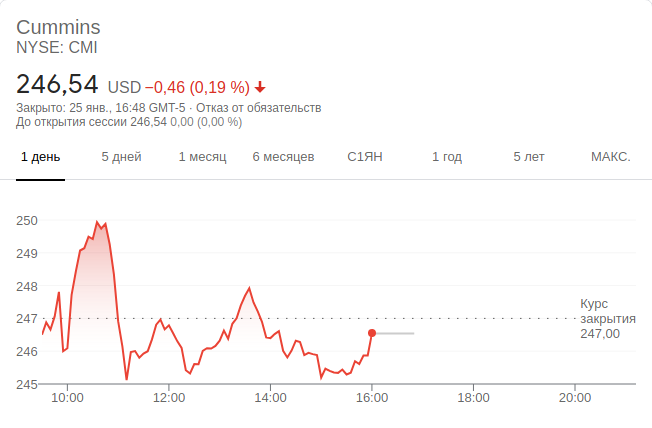 Cummins
NYSE: CMI
246,54 USD −0,46 (0,19 %)
Закрыто: 25 янв., 16:48 GMT-5 · Отказ от обязательств
До открытия сессии 246,54 0,00 (0,00 %)
1 день 5 дней 1 месяц 6 месяцев С1ЯН 1 год 5 лет МАКС.
250
249
248
247
246
245
Курс
закрытия
247,00
10:00 12:00 14:00 16:00 18:00 20:00